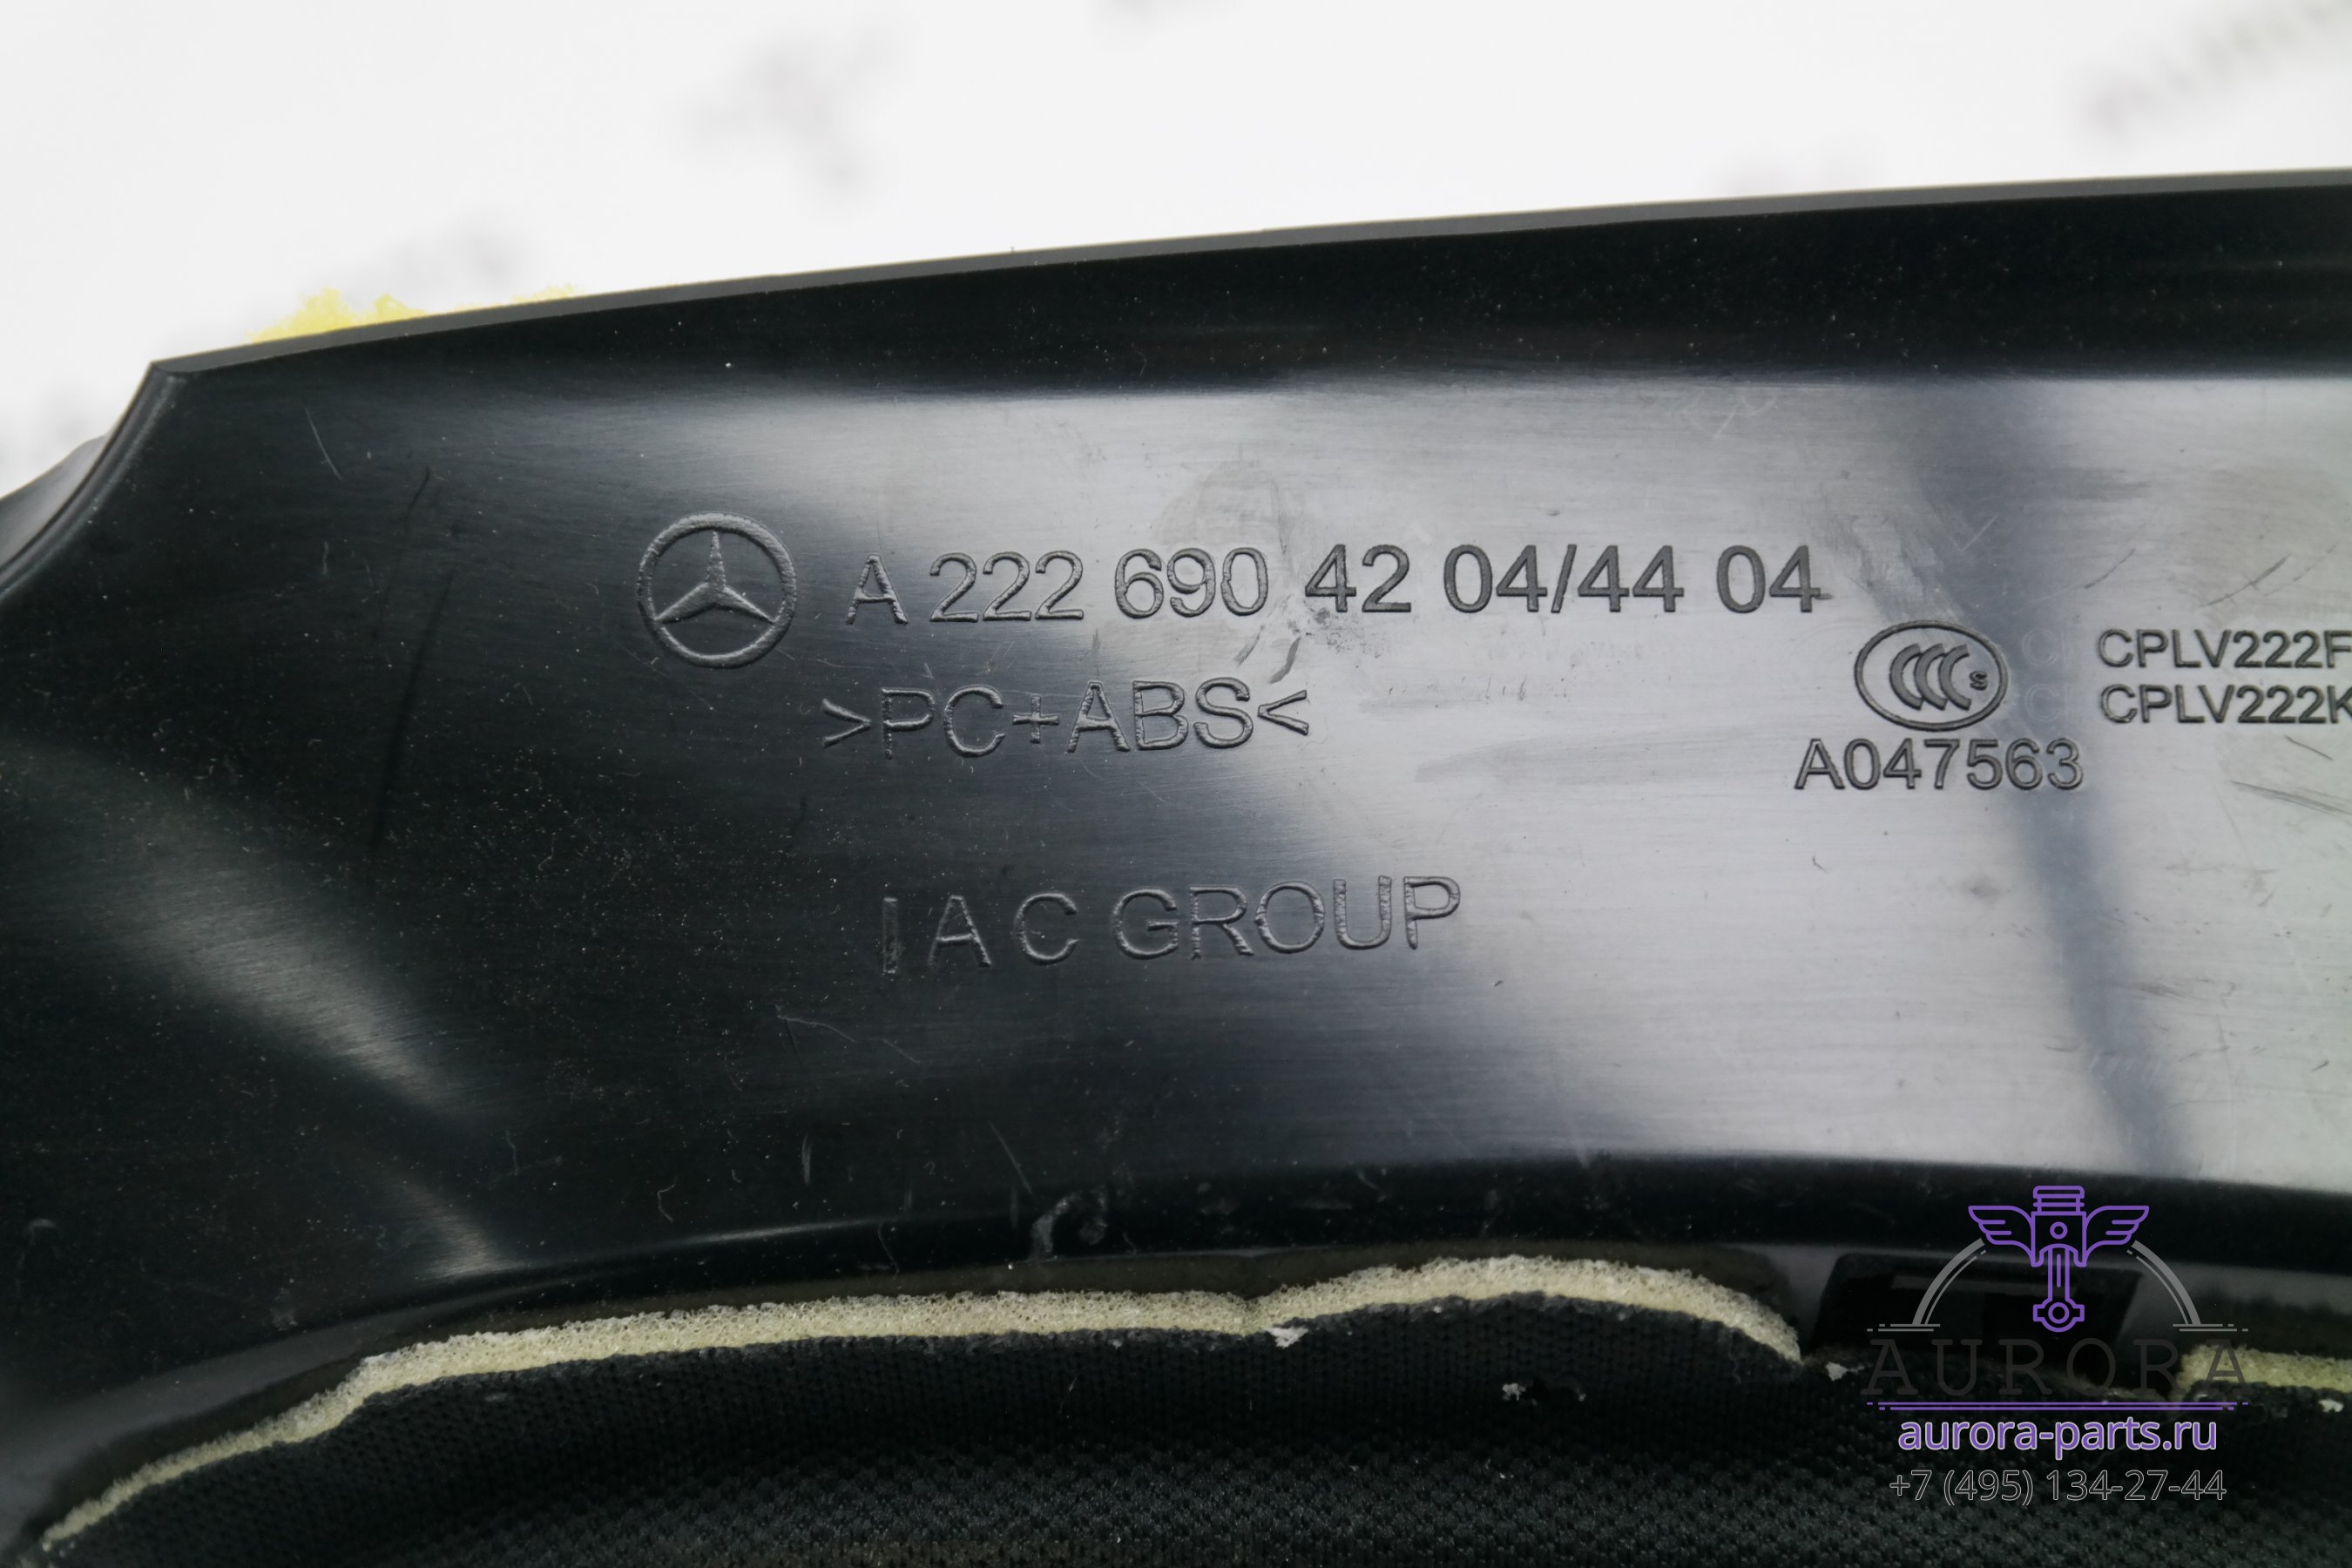 A 222 690 42 04/44 04
>PC+ABS<
CCC S
A047563
CPLV222F
CPLV222K
I A C GROUP
AURORA
aurora-parts.ru
+7 (495) 134-27-44